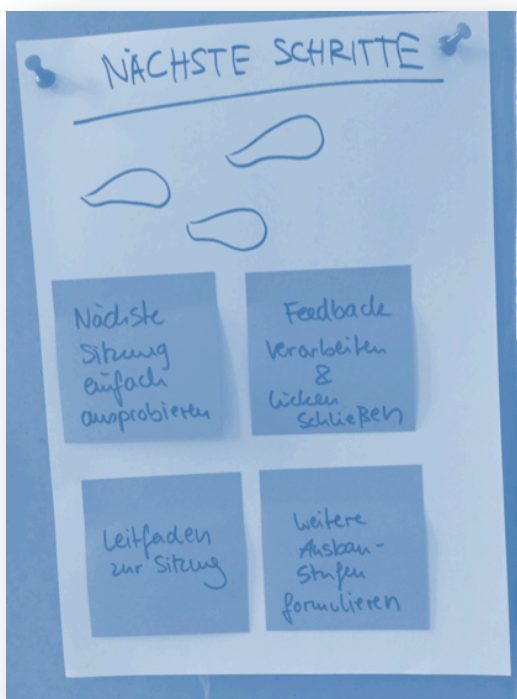 NÄCHSTE SCHRITTE
Nächste
Sitzung
einfach
ausprobieren
Feedback
verarbeiten
&
Lücken
schließen
Leitfaden
zur Sitzung
weitere
Ausbau-
stufen
formulieren